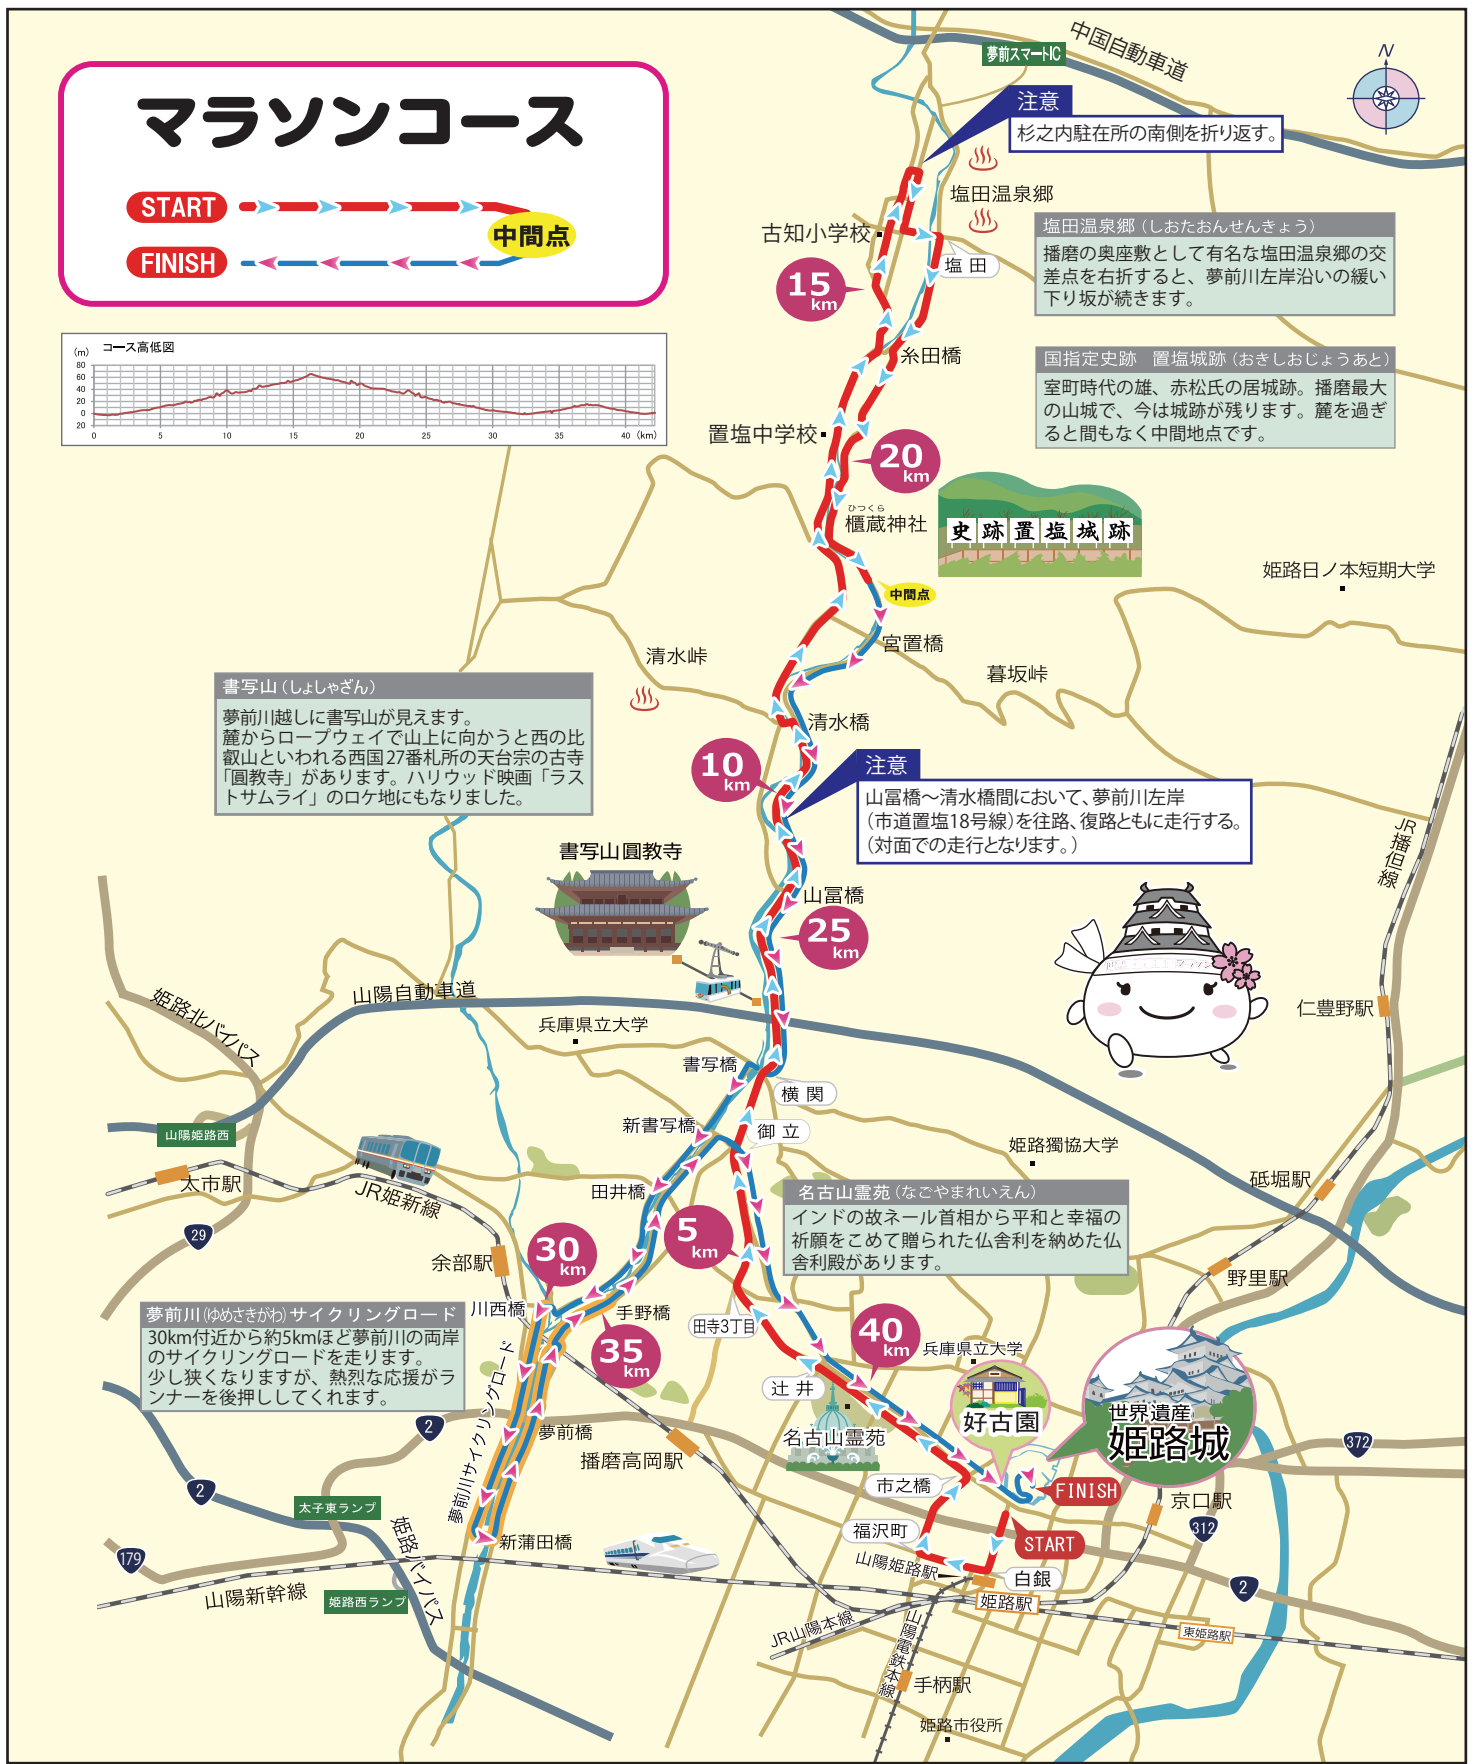 マラソンコース
START
中間点
FINISH
コース高低図
(m)
80
60
40
20
0
20
0 5 10 15 20 25 30 35 40 (km)
中国自動車道
夢前スマートIC
N
注意
杉之内駐在所の南側を折り返す。
塩田温泉郷
古知小学校
塩田
15
km
塩田温泉郷(しおたおんせんきょう)
播磨の奥座敷として有名な塩田温泉郷の交
差点を右折すると、夢前川左岸沿いの緩い
下り坂が続きます。
糸田橋
国指定史跡 置塩城跡(おきしおじょうあと)
室町時代の雄、赤松氏の居城跡。播磨最大
の山城で、今は城跡が残ります。麓を過ぎ
ると間もなく中間地点です。
置塩中学校
20
km
ひつくら
櫃蔵神社
史跡置塩城跡
中間点
姫路日ノ本短期大学
宮置橋
清水峠
暮坂峠
書写山(しょしゃざん)
夢前川越しに書写山が見えます。
麓からロープウェイで山上に向かうと西の比
叡山といわれる西国27番札所の天台宗の古寺
「圓教寺」があります。ハリウッド映画「ラス
トサムライ」のロケ地にもなりました。
清水橋
10
km
注意
山冨橋～清水橋間において、夢前川左岸
(市道置塩18号線)を往路、復路ともに走行する。
(対面での走行となります。)
JR播但線
書写山圓教寺
山冨橋
25
km
山陽自動車道
姫路北バイパス
兵庫県立大学
仁豊野駅
書写橋
横関
新書写橋
御立
山陽姫路西
姫路獨協大学
太市駅
JR姫新線
田井橋
砥堀駅
名古山霊苑(なごやまれいえん)
インドの故ネール首相から平和と幸福の
祈願をこめて贈られた仏舎利を納めた仏
舎利殿があります。
5
km
29
30
km
余部駅
野里駅
夢前川(ゆめさきがわ)サイクリングロード
30km付近から約5kmほど夢前川の両岸
のサイクリングロードを走ります。
少し狭くなりますが、熱烈な応援がラ
ンナーを後押ししてくれます。
川西橋
手野橋
田寺3丁目
35
km
40
km
兵庫県立大学
辻井
好古園
世界遺産
姫路城
名古山霊苑
夢前川サイクリングロード
2
夢前橋
播磨高岡駅
372
市之橋
FINISH
京口駅
2
太子東ランプ
312
福沢町
START
新蒲田橋
姫路バイパス
179
山陽姫路駅
白銀
2
山陽新幹線
姫路西ランプ
姫路駅
JR山陽本線
山陽電鉄本線
東姫路駅
手柄駅
姫路市役所